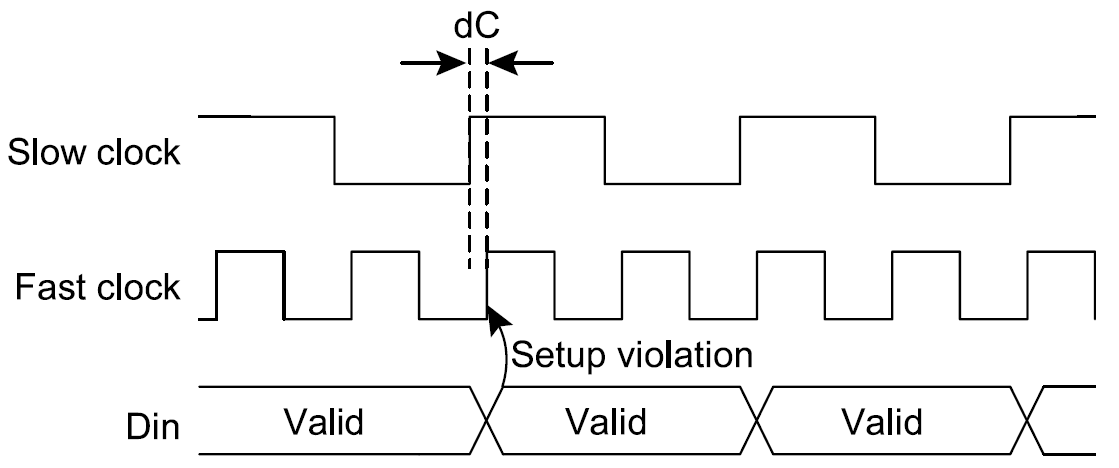 dC
Slow clock
Fast clock
Setup violation
Din
Valid
Valid
Valid